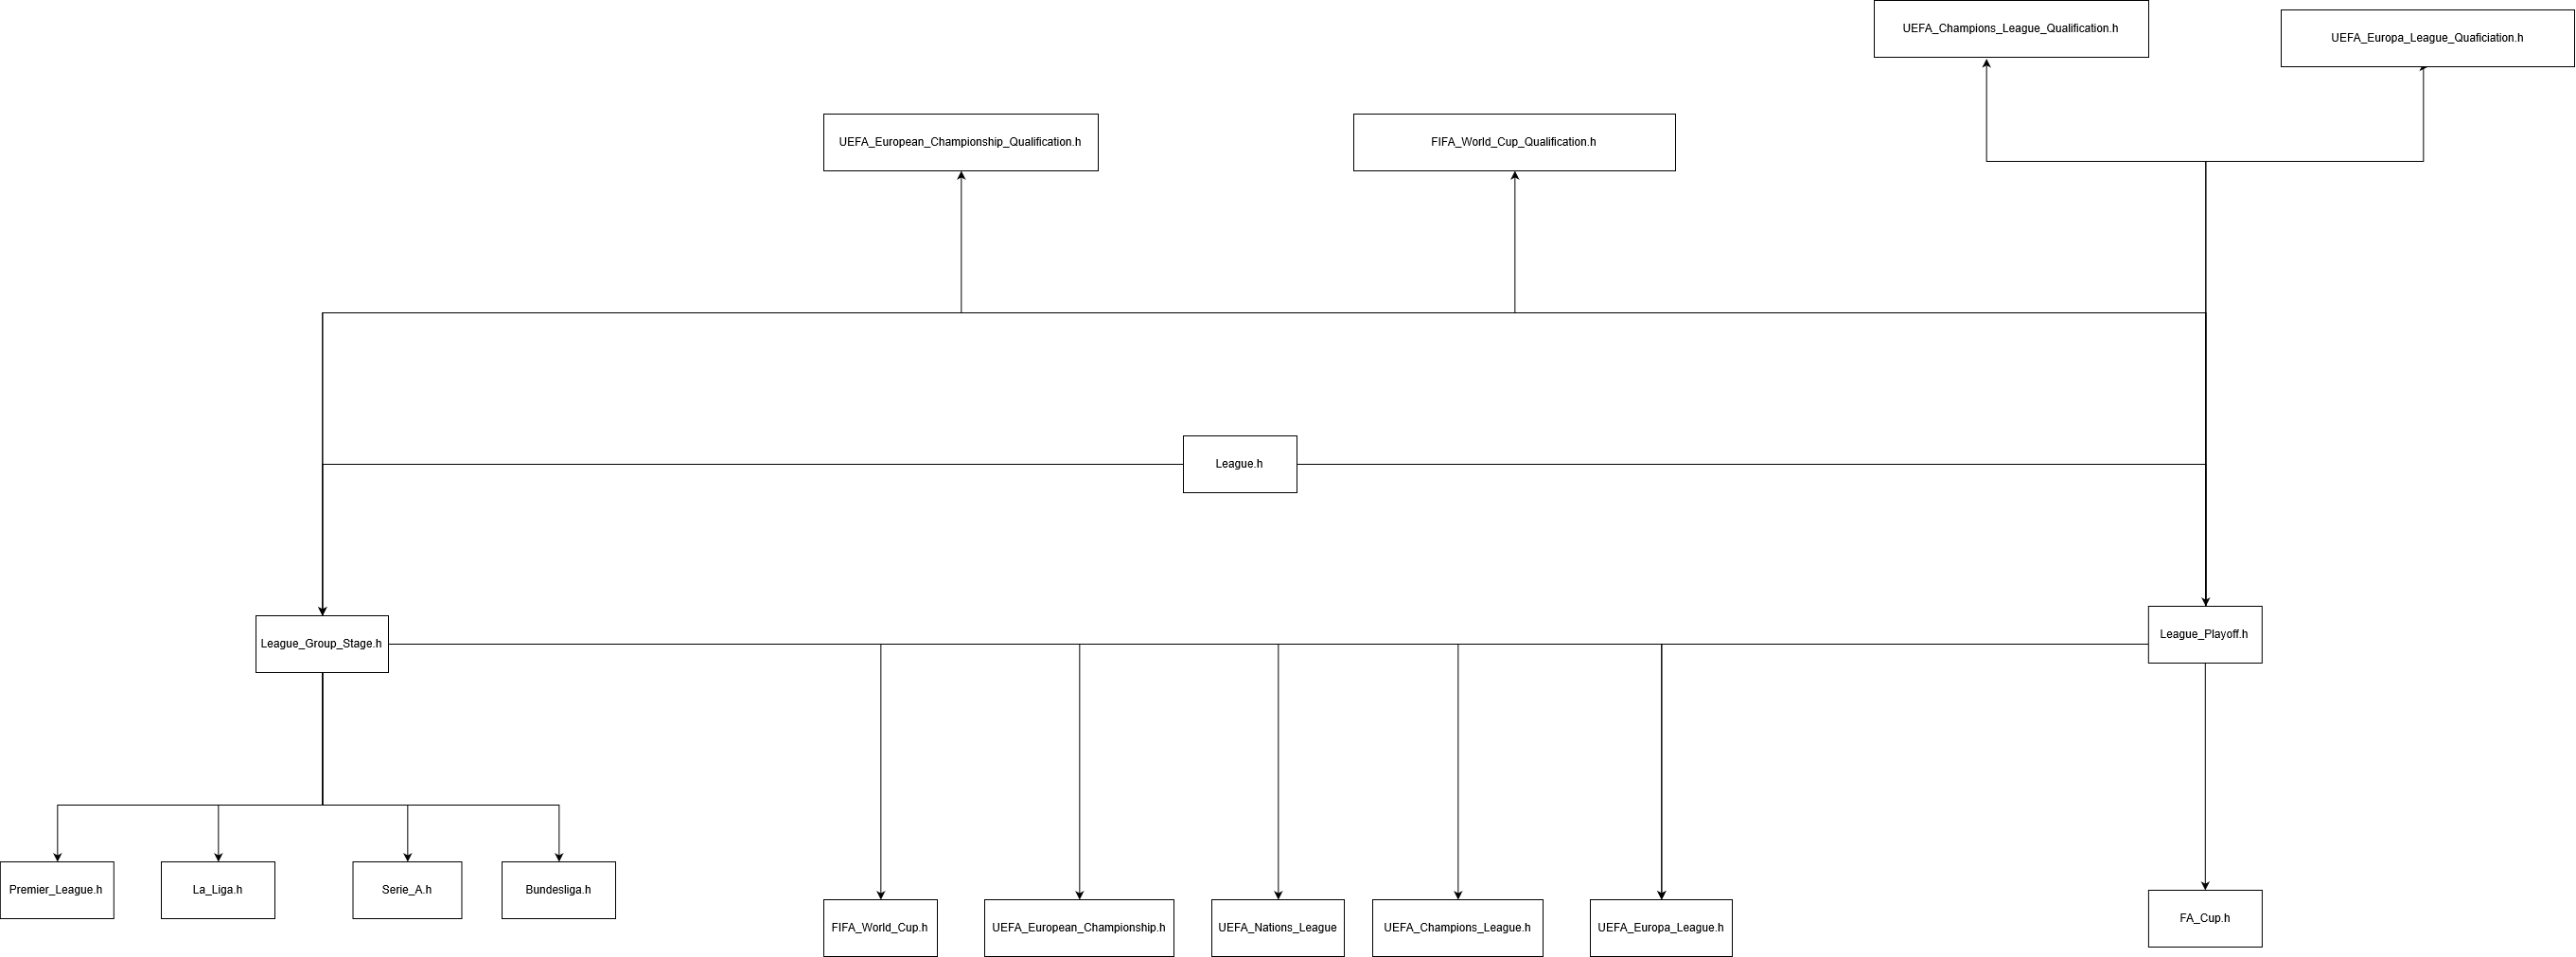 UEFA_Champions_League_Qualification.h
UEFA_Europa_League_Quaficiation.h
UEFA_European_Championship_Qualification.h
FIFA_World_Cup_Qualification.h
League.h
League_Group_Stage.h
League_Playoff.h
Premier_League.h
La_Liga.h
Serie_A.h
Bundesliga.h
FIFA_World_Cup.h
UEFA_European_Championship.h
UEFA_Nations_League
UEFA_Champions_League.h
UEFA_Europa_League.h
FA_Cup.h